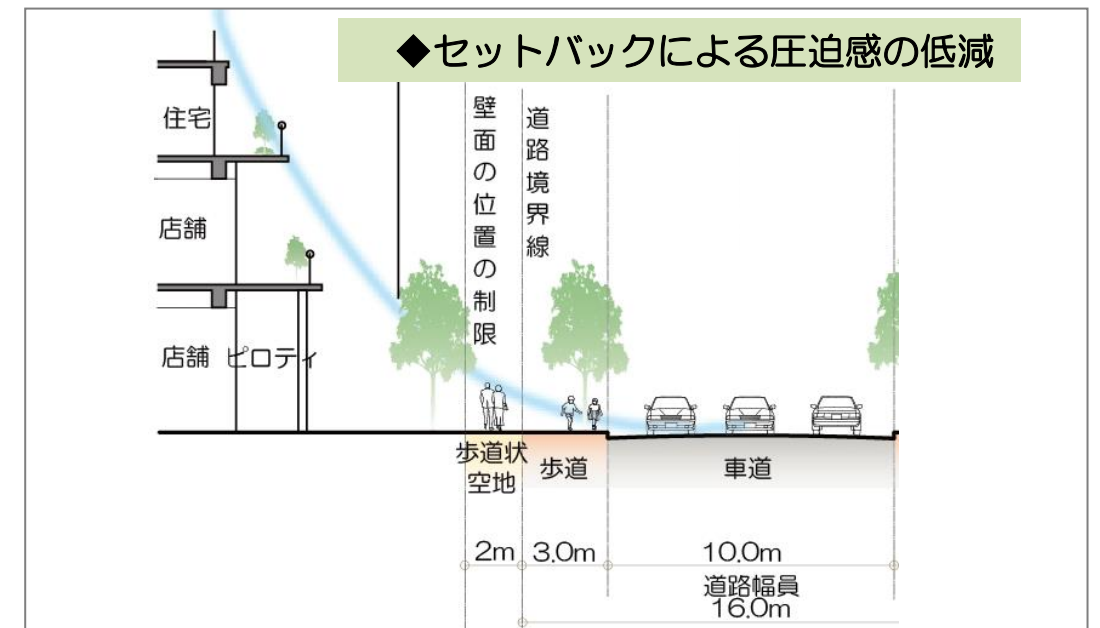 ◆セットバックによる圧迫感の低減
住宅
店舗
店舗
ピロティ
壁面の位置の制限
道路境界線
歩道状
空地
歩道
車道
2m
3.0m
10.0m
道路幅員
16.0m